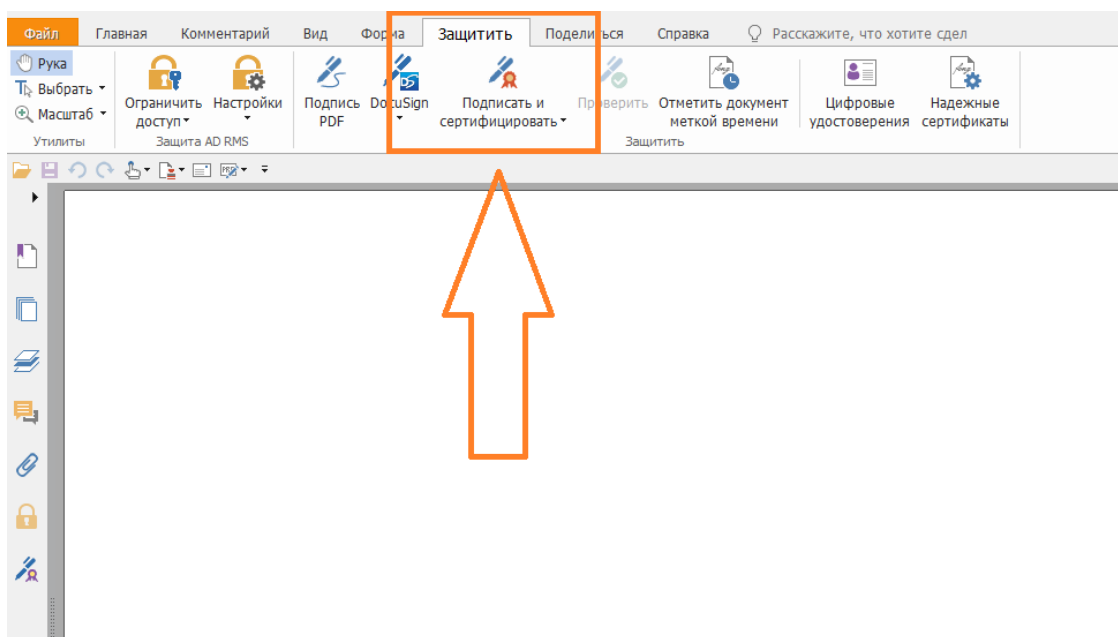 Файл Главная Комментарий Вид Форма Защитить Поделиться Справка Расскажите, что хотите сдел
Рука
Выбрать
Масштаб
Утилиты
Ограничить
доступ
Настройки
Защита AD RMS
Подпись
PDF
DocuSign
Подписать и
сертифицировать
Проверить
Отметить документ
меткой времени
Цифровые
удостоверения
Надежные
сертификаты
Защитить